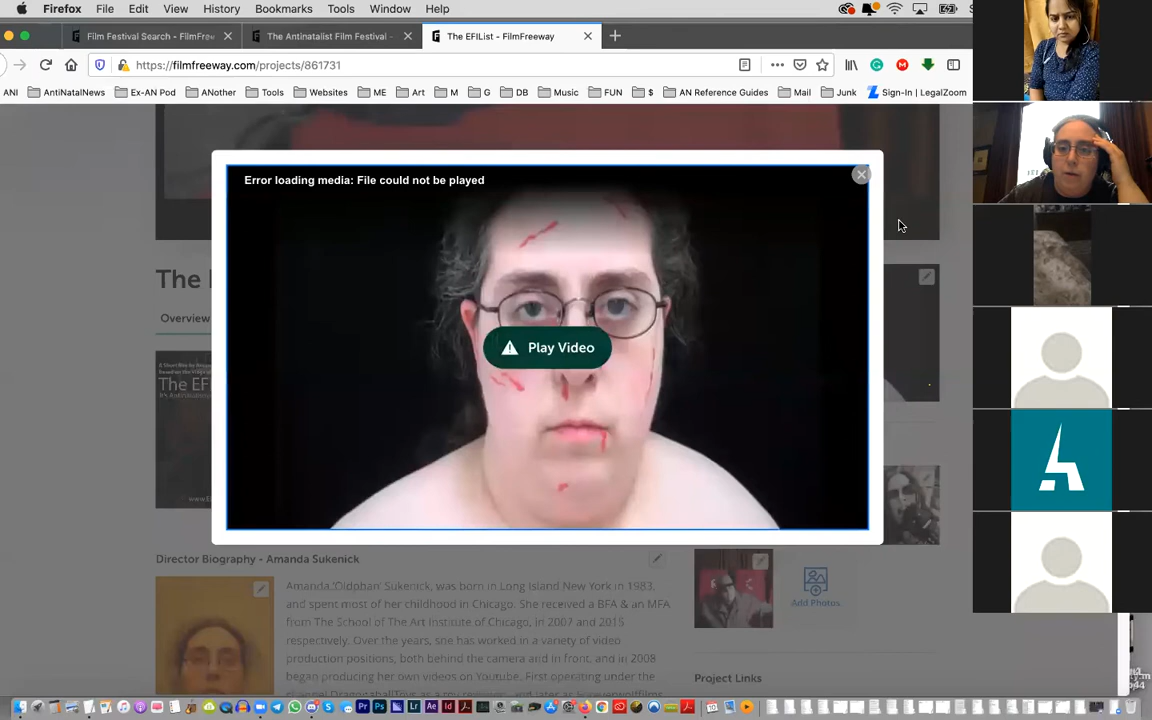 Firefox File Edit View History Bookmarks Tools Window Help
Film Festival Search - FilmFree The Antinatalist Film Festival - The EFIList - FilmFreeway
https://filmfreeway.com/projects/861731
ANI AntiNatalNews Ex-AN Pod ANother Tools Websites ME Art M G DB Music FUN $ AN Reference Guides Mail Junk Sign-In | LegalZoom
Error loading media: File could not be played
The
Overview
Play Video
The EF
Director Biography - Amanda Sukenick
Amanda 'Oldphan' Sukenick, was born in Long Island New York in 1983,
and spent most of her childhood in Chicago. She received a BFA & an MFA
from The School of The Art Institute of Chicago, in 2007 and 2015
respectively. Over the years, she has worked in a variety of video
production positions, both behind the camera and in front, and in 2008
began producing her own videos on Youtube. First operating under the
Add Photos
Project Links